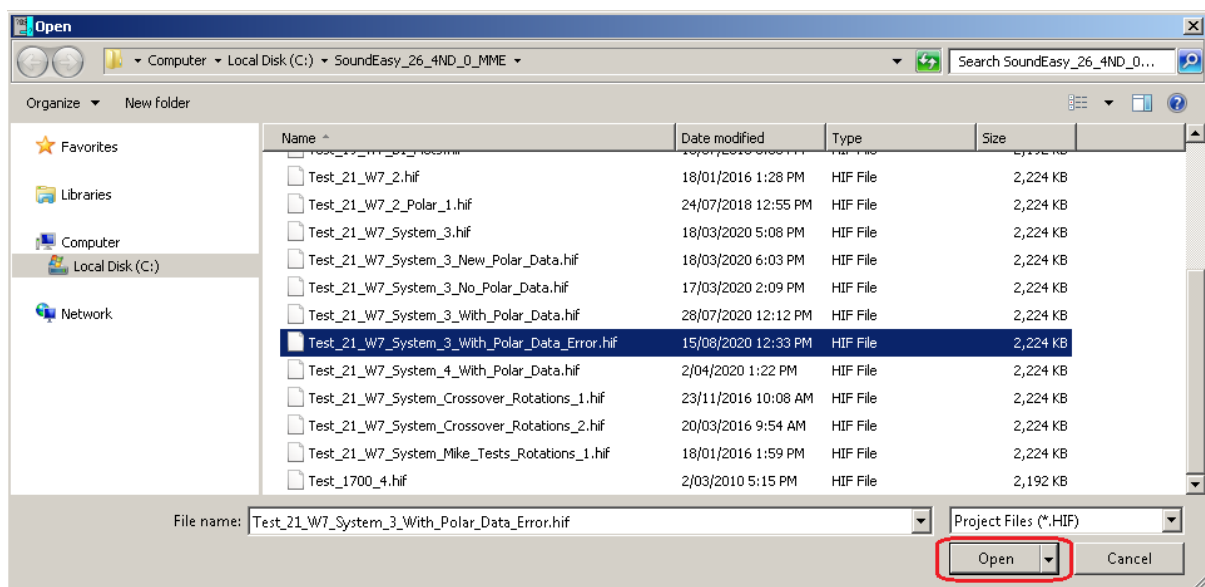 Open
Computer Local Disk (C:) SoundEasy_26_4ND_0_MME Search SoundEasy_26_4ND_0...
Organize New folder
Favorites
Libraries
Computer
Local Disk (C:)
Network
Name Date modified Type Size
Test_21_W7_2.hif 18/01/2016 1:28 PM HIF File 2,224 KB
Test_21_W7_2_Polar_1.hif 24/07/2018 12:55 PM HIF File 2,224 KB
Test_21_W7_System_3.hif 18/03/2020 5:08 PM HIF File 2,224 KB
Test_21_W7_System_3_New_Polar_Data.hif 18/03/2020 6:03 PM HIF File 2,224 KB
Test_21_W7_System_3_No_Polar_Data.hif 17/03/2020 2:09 PM HIF File 2,224 KB
Test_21_W7_System_3_With_Polar_Data.hif 28/07/2020 12:12 PM HIF File 2,224 KB
Test_21_W7_System_3_With_Polar_Data_Error.hif 15/08/2020 12:33 PM HIF File 2,224 KB
Test_21_W7_System_4_With_Polar_Data.hif 2/04/2020 1:22 PM HIF File 2,224 KB
Test_21_W7_System_Crossover_Rotations_1.hif 23/11/2016 10:08 AM HIF File 2,224 KB
Test_21_W7_System_Crossover_Rotations_2.hif 20/03/2016 9:54 AM HIF File 2,224 KB
Test_21_W7_System_Mike_Tests_Rotations_1.hif 18/01/2016 1:59 PM HIF File 2,224 KB
Test_1700_4.hif 2/03/2010 5:15 PM HIF File 2,192 KB
File name: Test_21_W7_System_3_With_Polar_Data_Error.hif Project Files (*.HIF)
Open Cancel